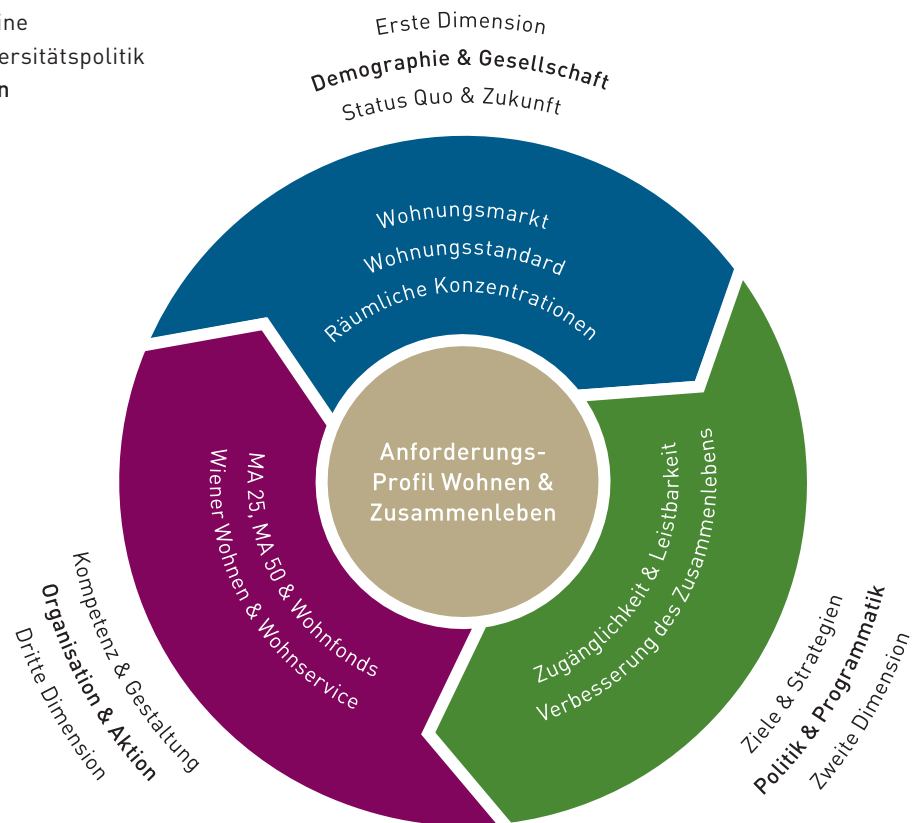 ine
ersitätspolitik
n
Erste Dimension
Demographie & Gesellschaft
Status Quo & Zukunft
Wohnungsmarkt
Wohnungsstandard
Räumliche Konzentrationen
Anforderungs-
Profil Wohnen &
Zusammenleben
Zugänglichkeit & Leistbarkeit
Verbesserung des Zusammenlebens
Ziele & Strategien
Politik & Programmatik
Zweite Dimension
MA 25, MA 50 & Wohnfonds
Wiener Wohnen & Wohnservice
Kompetenz & Gestaltung
Organisation & Aktion
Dritte Dimension